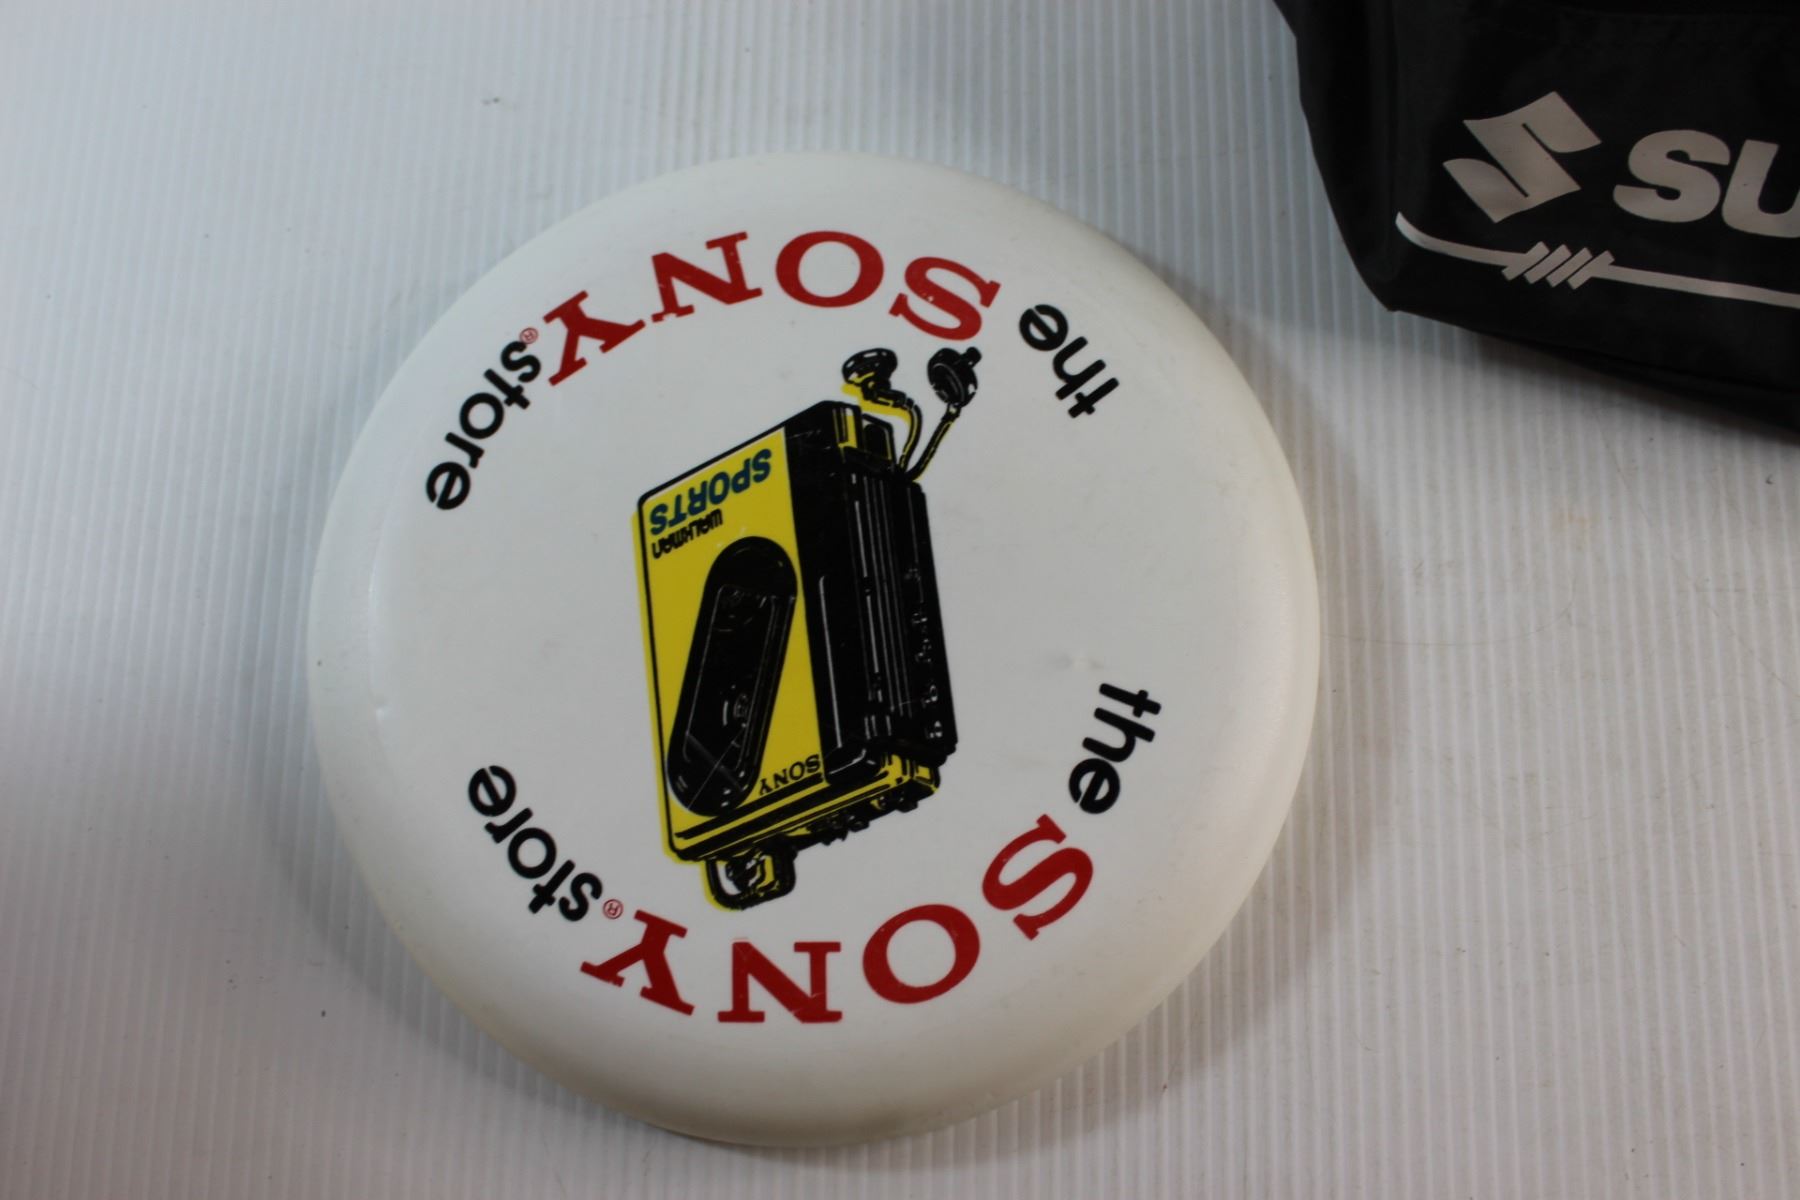 the SONY® store
SPORTS
WALKMAN
SONY
the SONY® store
SU